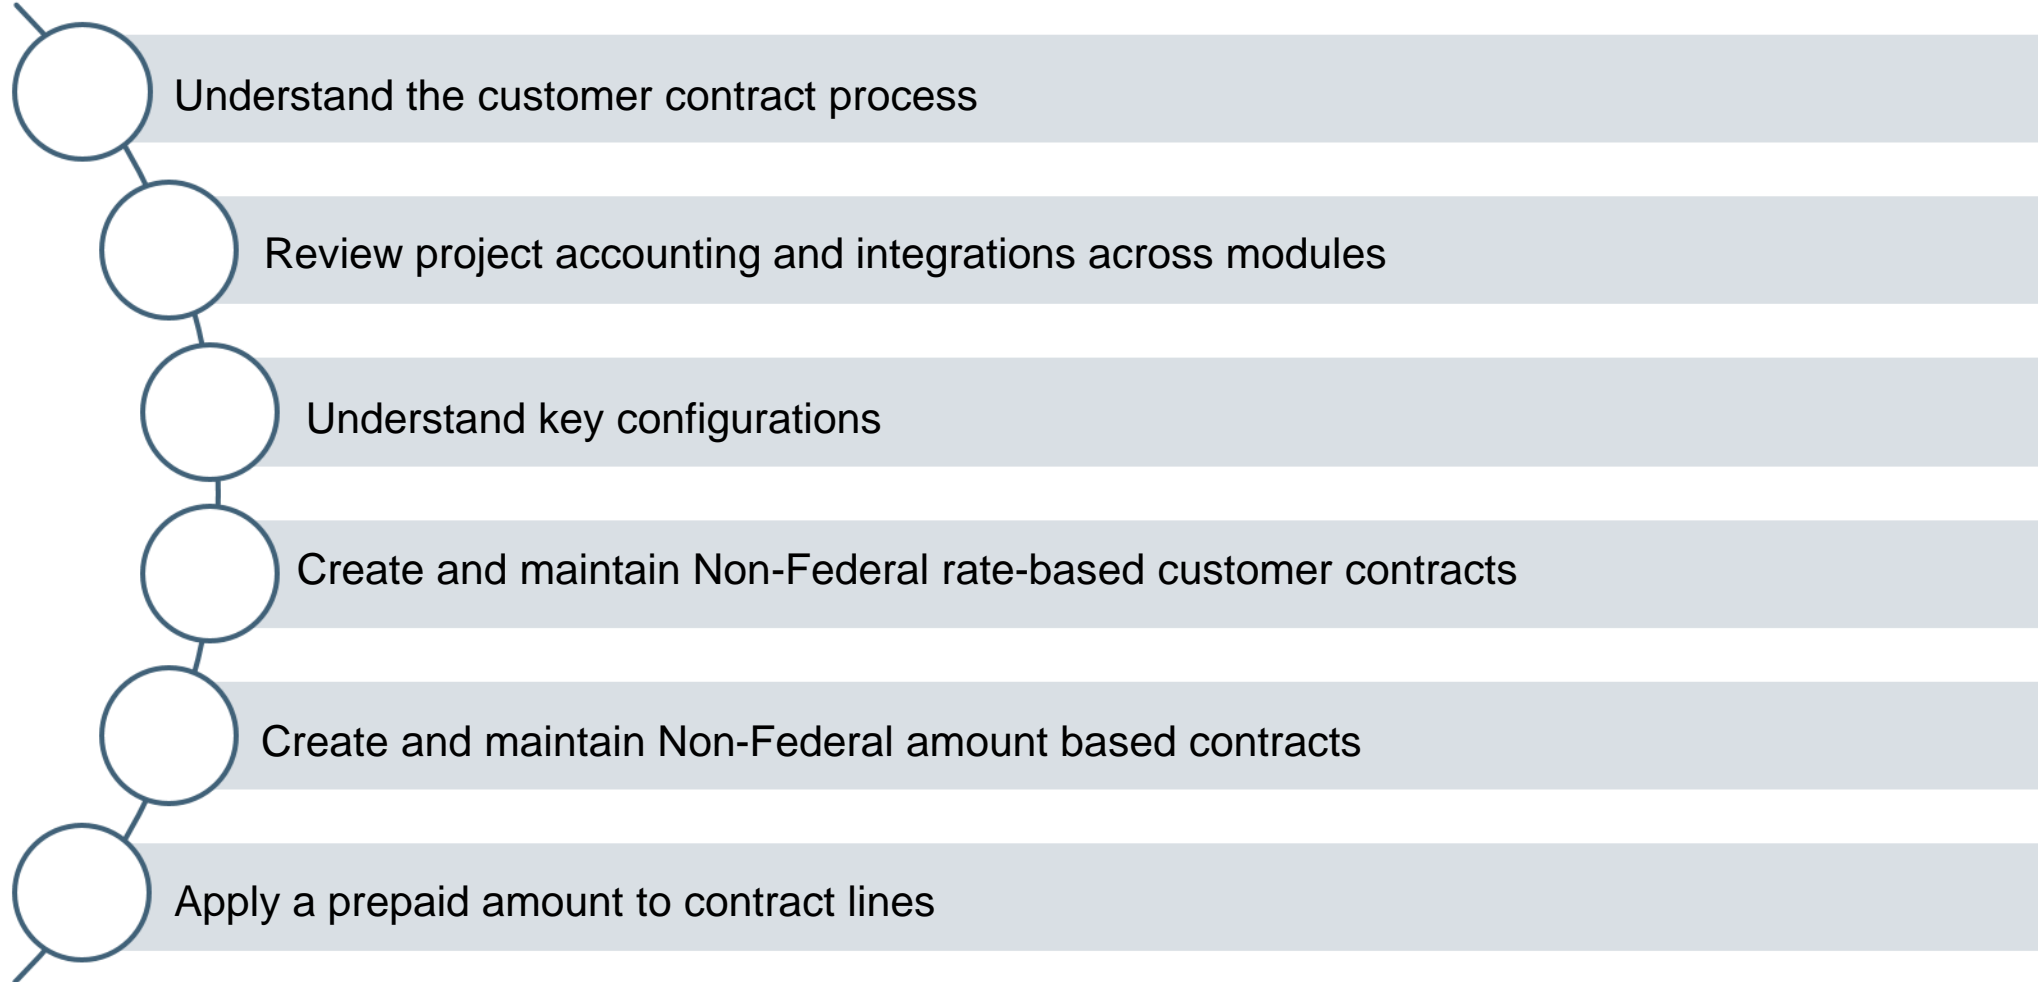 Understand the customer contract process
Review project accounting and integrations across modules
Understand key configurations
Create and maintain Non-Federal rate-based customer contracts
Create and maintain Non-Federal amount based contracts
Apply a prepaid amount to contract lines